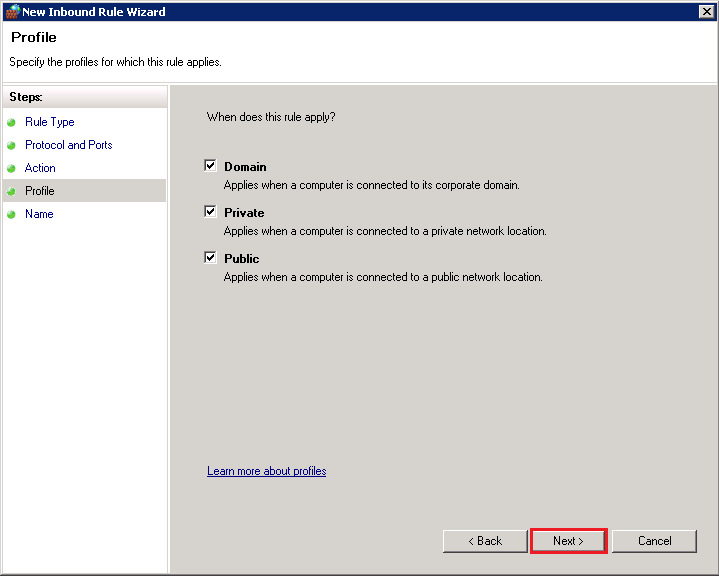 New Inbound Rule Wizard
Profile
Specify the profiles for which this rule applies.
Steps:
Rule Type
Protocol and Ports
Action
Profile
Name
When does this rule apply?
Domain
Applies when a computer is connected to its corporate domain.
Private
Applies when a computer is connected to a private network location.
Public
Applies when a computer is connected to a public network location.
Learn more about profiles
< Back
Next >
Cancel